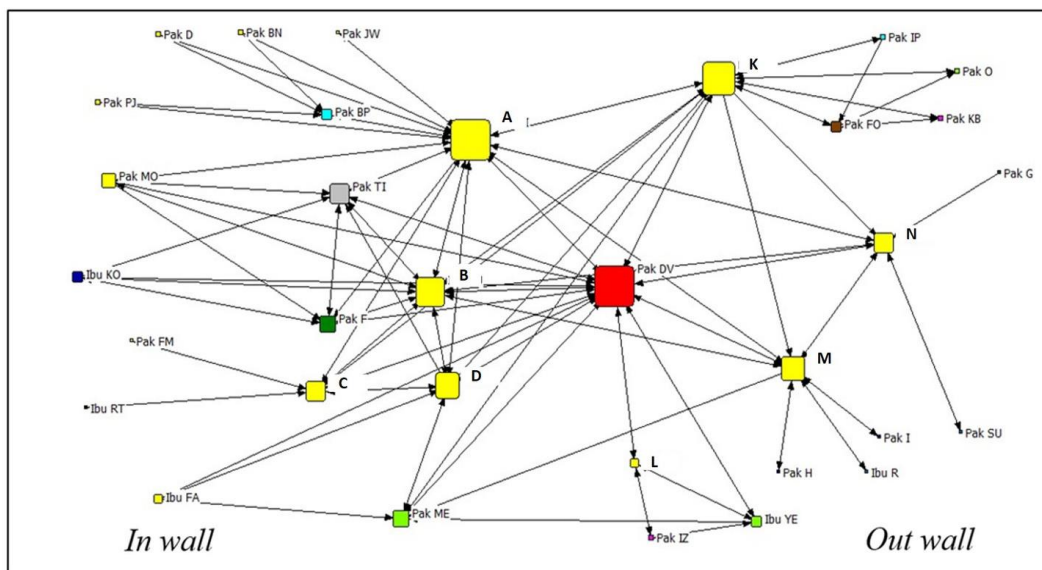 Pak D
Pak BN
Pak JW
K
Pak IP
Pak O
Pak PJ
Pak BP
A
Pak FO
Pak KB
Pak MO
Pak TI
Pak G
N
Ibu KO
B
Pak DV
Pak F
Pak FM
M
C
D
Ibu RT
Pak I
Pak SU
L
Pak H
Ibu R
Ibu FA
Pak ME
Ibu YE
Pak IZ
In wall
Out wall